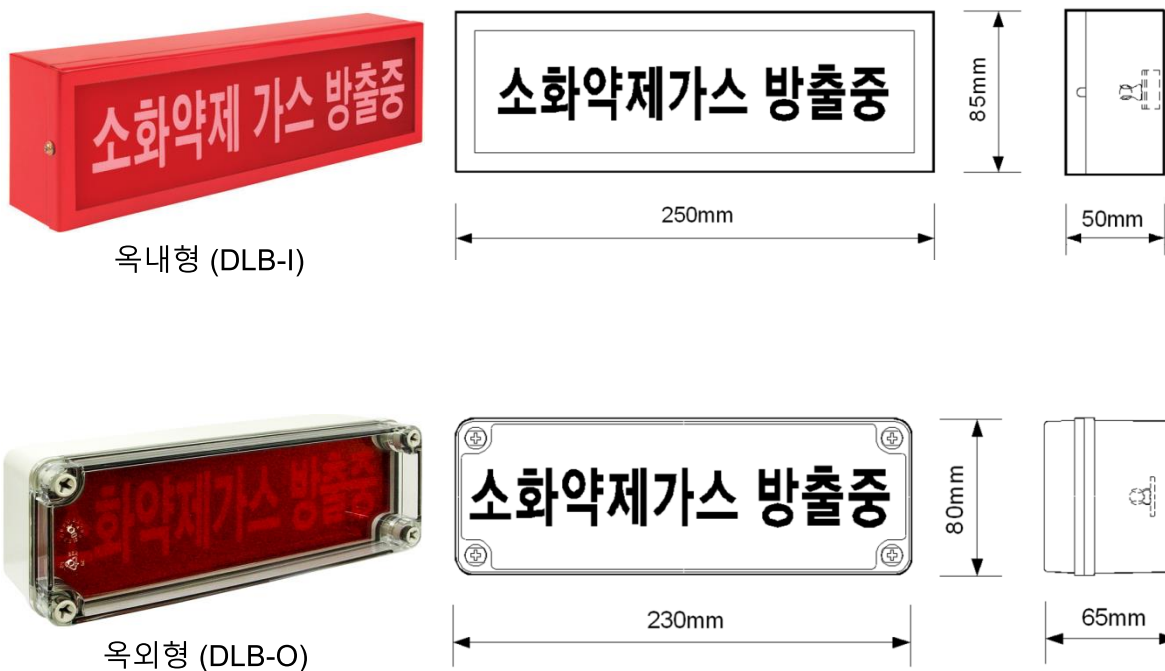 소화약제 가스 방출중
소화약제가스 방출중
85mm
250mm
50mm
옥내형 (DLB-I)
화약제가스 방출중
소화약제가스 방출중
80mm
230mm
65mm
옥외형 (DLB-O)